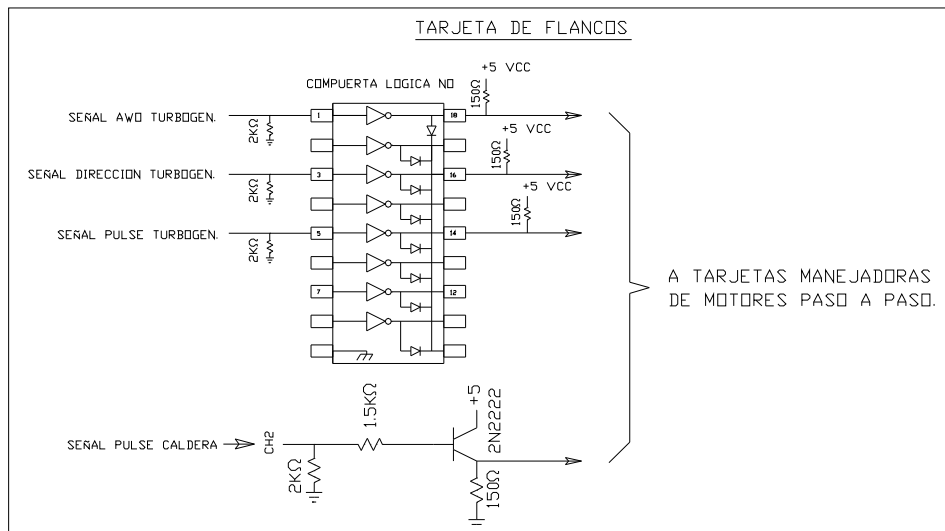 TARJETA DE FLANCOS
+5 VCC
COMPUERTA LOGICA NO
150Ω
SEÑAL AWO TURBOGEN.
1
18
2KΩ
+5 VCC
150Ω
SEÑAL DIRECCION TURBOGEN.
3
16
2KΩ
+5 VCC
150Ω
SEÑAL PULSE TURBOGEN.
5
14
2KΩ
7
12
A TARJETAS MANEJADORAS
DE MOTORES PASO A PASO.
+5
1.5KΩ
2N2222
SEÑAL PULSE CALDERA
CH2
2KΩ
150Ω